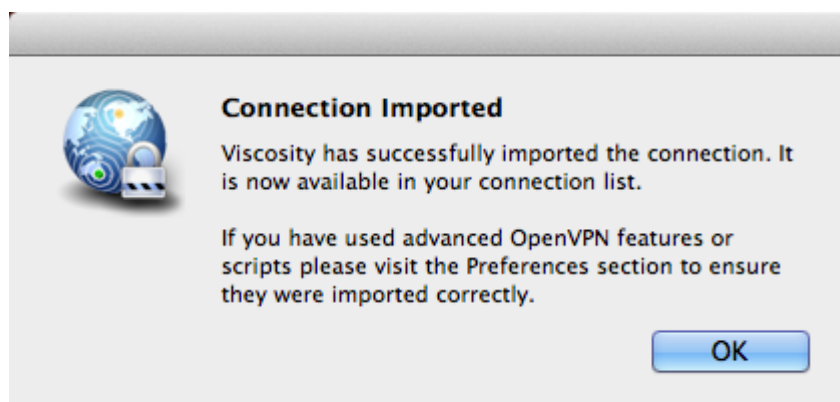 Connection Imported
Viscosity has successfully imported the connection. It
is now available in your connection list.
If you have used advanced OpenVPN features or
scripts please visit the Preferences section to ensure
they were imported correctly.
OK